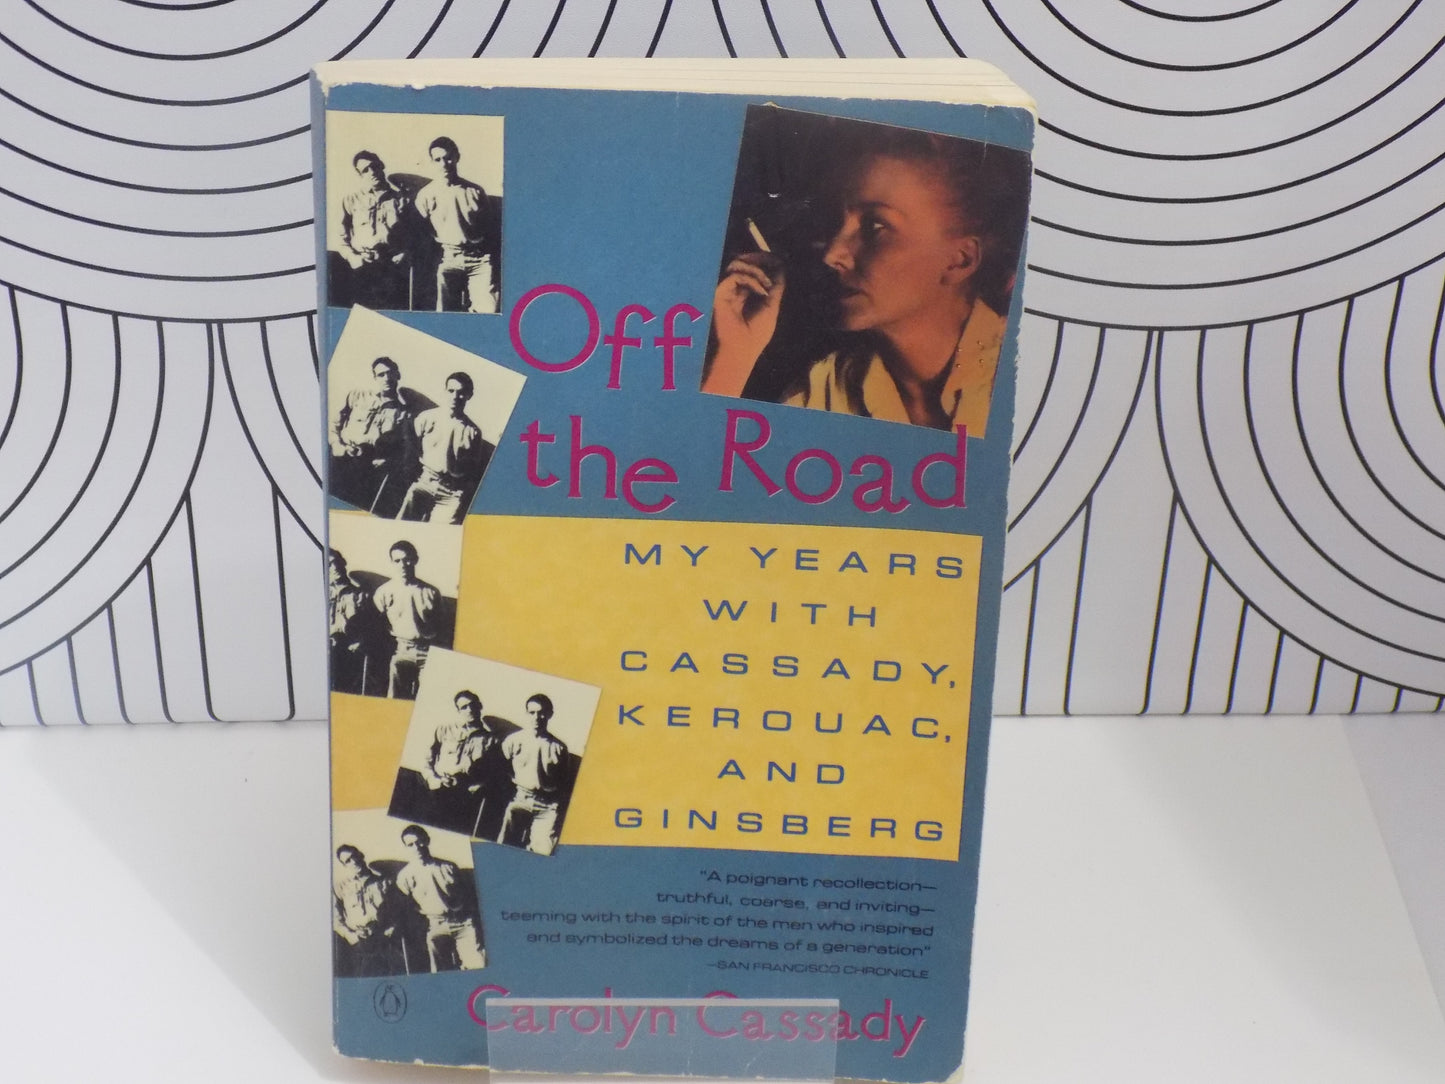 Off
the Road
MY YEARS
WITH
CASSADY,
KEROUAC,
AND
GINSBERG
"A poignant recollection—
truthful, coarse, and inviting—
teeming with the spirit of the men who inspired
and symbolized the dreams of a generation"
—SAN FRANCISCO CHRONICLE
Carolyn Cassady